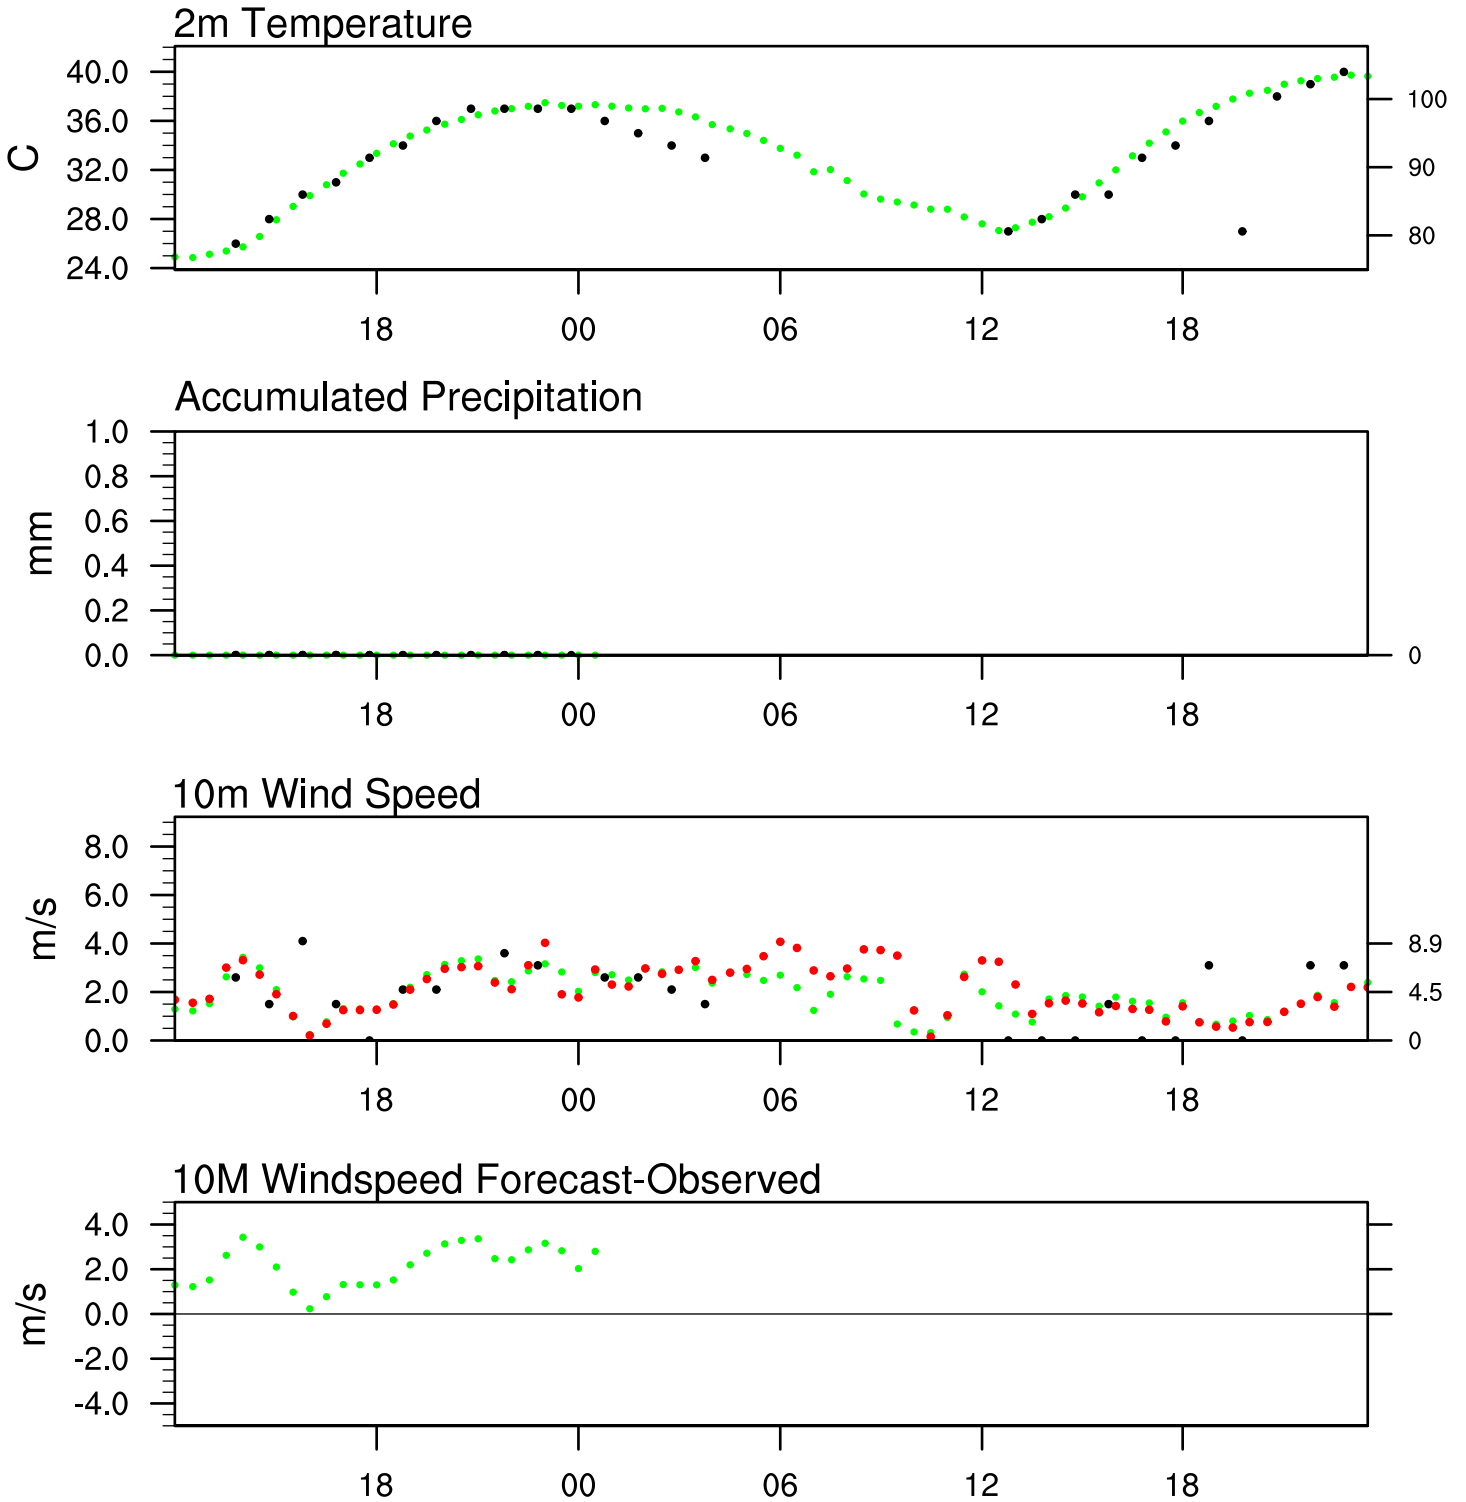 2m Temperature
40.0
36.0
32.0
28.0
24.0
C
100
90
80
18 00 06 12 18
Accumulated Precipitation
1.0
0.8
0.6
0.4
0.2
0.0
mm
0
18 00 06 12 18
10m Wind Speed
8.0
6.0
4.0
2.0
0.0
m/s
8.9
4.5
0
18 00 06 12 18
10M Windspeed Forecast-Observed
4.0
2.0
0.0
-2.0
-4.0
m/s
18 00 06 12 18